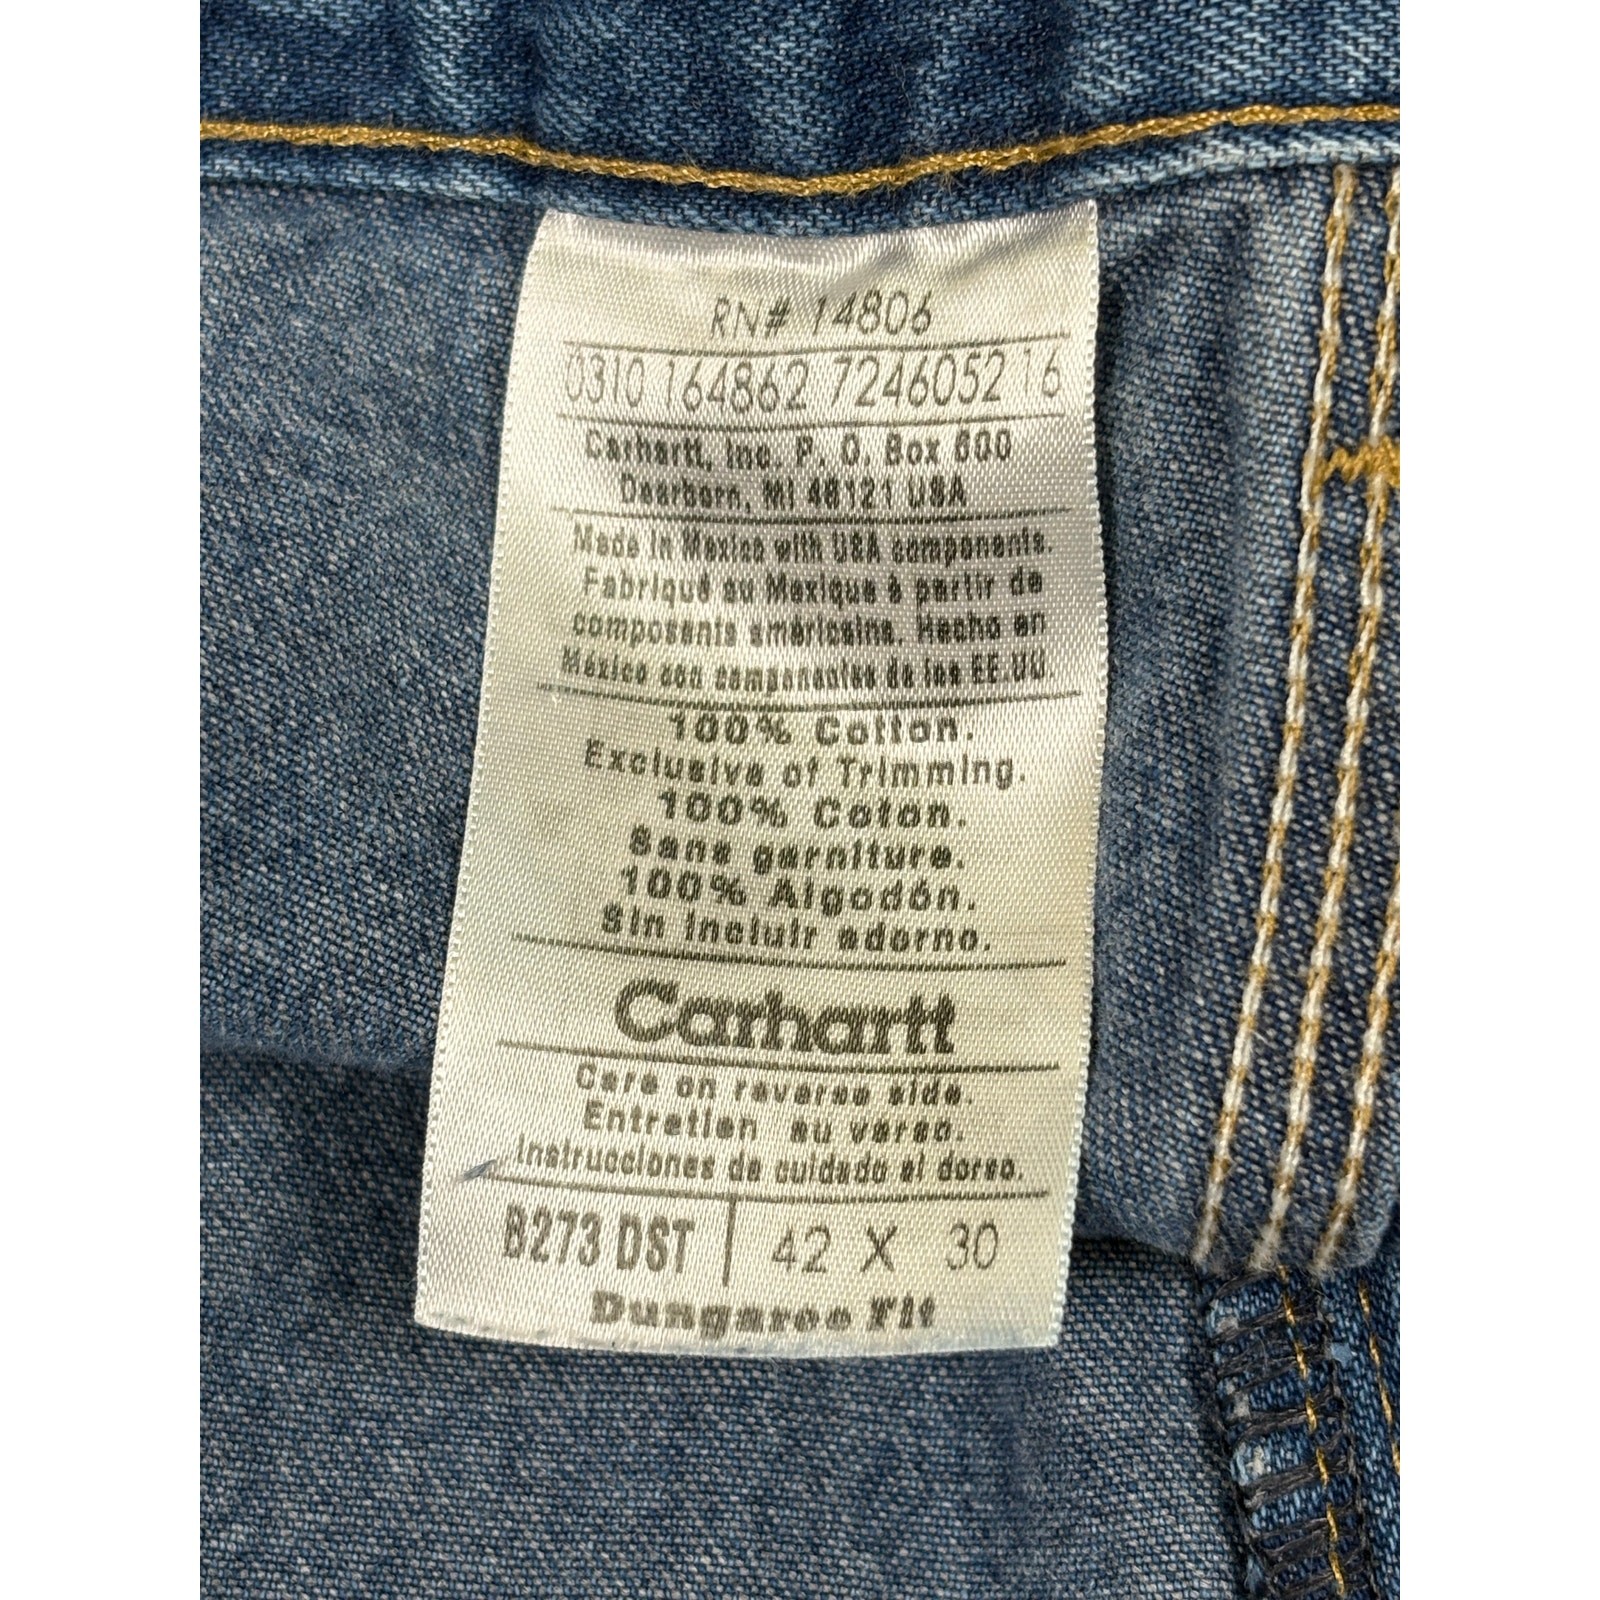 RN# 14806
0310 164862 7246052 16
Carhartt, Inc. P. O. Box 600
Dearborn, MI 48121 USA
Made in Mexico with USA components.
Fabriqué au Mexique à partir de
composants américains. Hecho en
México con componentes de los EE.UU
100% Cotton.
Exclusive of Trimming.
100% Coton.
Sans garniture.
100% Algodón.
Sin incluir adorno.
Carhartt
Care on reverse side.
Entretien au verso.
Instrucciones de cuidado al dorso.
B273 DST | 42 X 30
Dungaree Fit